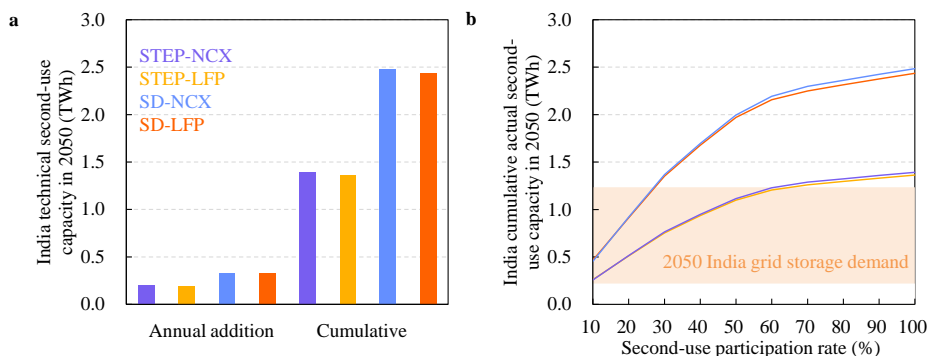 a
India technical second-use
capacity in 2050 (TWh)
3.0
2.5
2.0
1.5
1.0
0.5
0.0
STEP-NCX
STEP-LFP
SD-NCX
SD-LFP
Annual addition
Cumulative
b
India cumulative actual second-
use capacity in 2050 (TWh)
3.0
2.5
2.0
1.5
1.0
0.5
0.0
2050 India grid storage demand
10 20 30 40 50 60 70 80 90 100
Second-use participation rate (%)